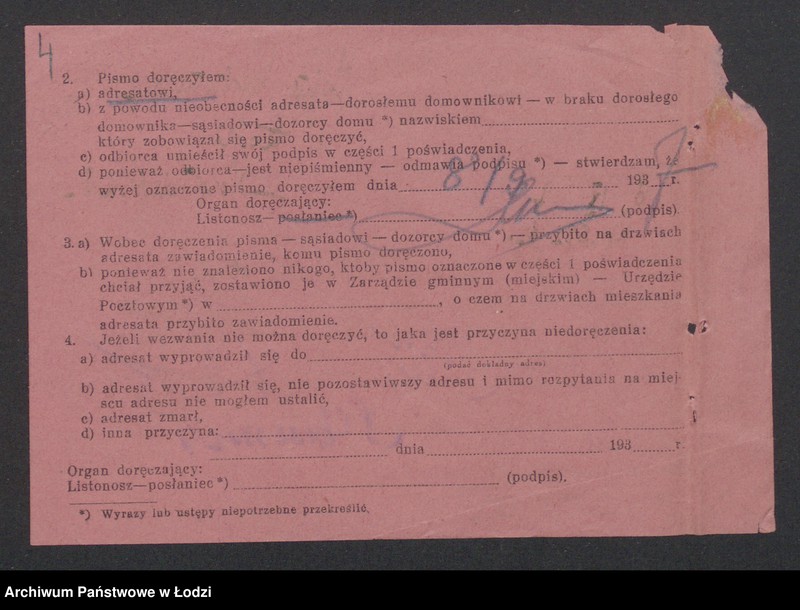 4
2. Pismo doręczyłem:
a) adresatowi,
b) z powodu nieobecności adresata—dorosłemu domownikowi — w braku dorosłego
domownika—sąsiadowi—dozorcy domu *) nazwiskiem
który zobowiązał się pismo doręczyć,
c) odbiorca umieścił swój podpis w części 1 poświadczenia,
d) ponieważ odbiorca—jest niepiśmienny — odmawia podpisu *) — stwierdzam, że
wyżej oznaczone pismo doręczyłem dnia 8/9 1937 r.
Organ doręczający:
Listonosz—posłaniec *) (podpis).
3. a) Wobec doręczenia pisma — sąsiadowi — dozorcy domu *) — przybito na drzwiach
adresata zawiadomienie, komu pismo doręczono,
b) ponieważ nie znaleziono nikogo, ktoby pismo oznaczone w części 1 poświadczenia
chciał przyjąć, zostawiono je w Zarządzie gminnym (miejskim) — Urzędzie
Pocztowym *) w , o czem na drzwiach mieszkania
adresata przybito zawiadomienie.
4. Jeżeli wezwania nie można doręczyć, to jaka jest przyczyna niedoręczenia:
a) adresat wyprowadził się do
(podać dokładny adres)
b) adresat wyprowadził się, nie pozostawiwszy adresu i mimo rozpytania na miej-
scu adresu nie mogłem ustalić,
c) adresat zmarł,
d) inna przyczyna:
dnia 193 r.
Organ doręczający:
Listonosz—posłaniec *) (podpis).
*) Wyrazy lub ustępy niepotrzebne przekreślić.
Archiwum Państwowe w Łodzi